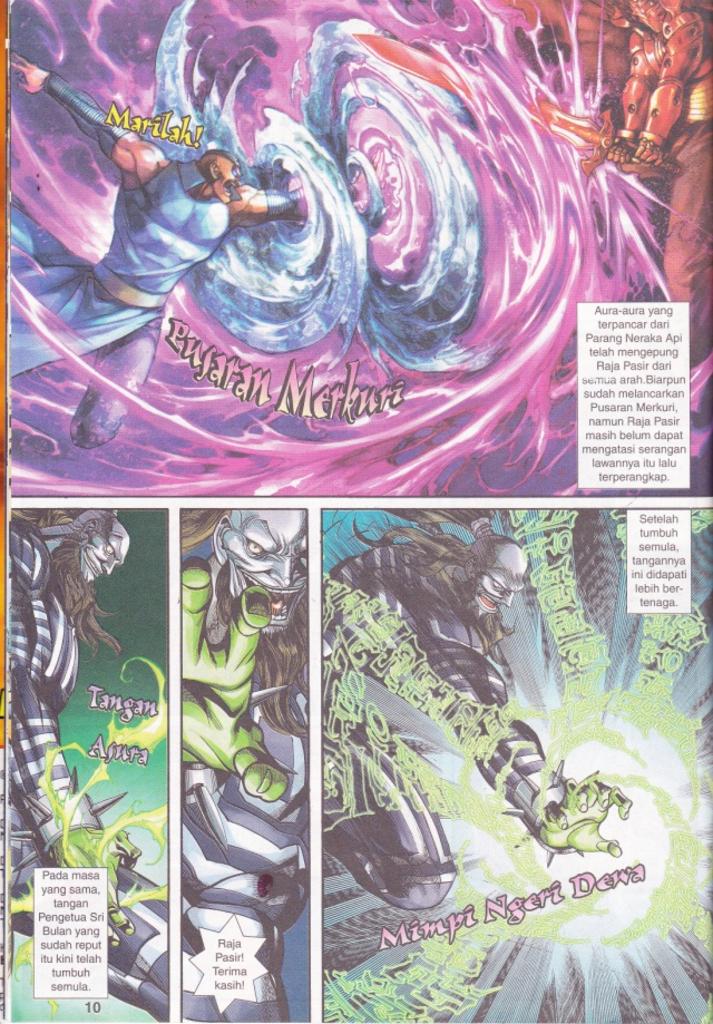 Marilah!
Pusaran Merkuri
Aura-aura yang
terpancar dari
Parang Neraka Api
telah mengepung
Raja Pasir dari
semua arah.Biarpun
sudah melancarkan
Pusaran Merkuri,
namun Raja Pasir
masih belum dapat
mengatasi serangan
lawannya itu lalu
terperangkap.
Tangan
Ajura
Pada masa
yang sama,
tangan
Pengetua Sri
Bulan yang
sudah reput
itu kini telah
tumbuh
semula.
Raja
Pasir!
Terima
kasih!
Setelah
tumbuh
semula,
tangannya
ini didapati
lebih ber-
tenaga.
Mimpi Ngeri Dewa
10